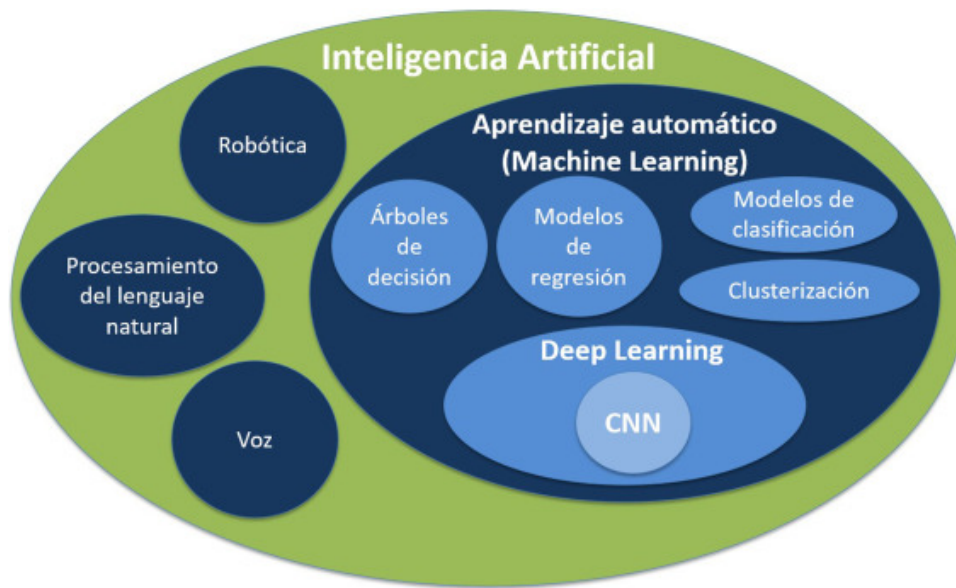 Inteligencia Artificial
Robótica
Procesamiento
del lenguaje
natural
Voz
Aprendizaje automático
(Machine Learning)
Árboles
de
decisión
Modelos
de
regresión
Modelos de
clasificación
Clusterización
Deep Learning
CNN